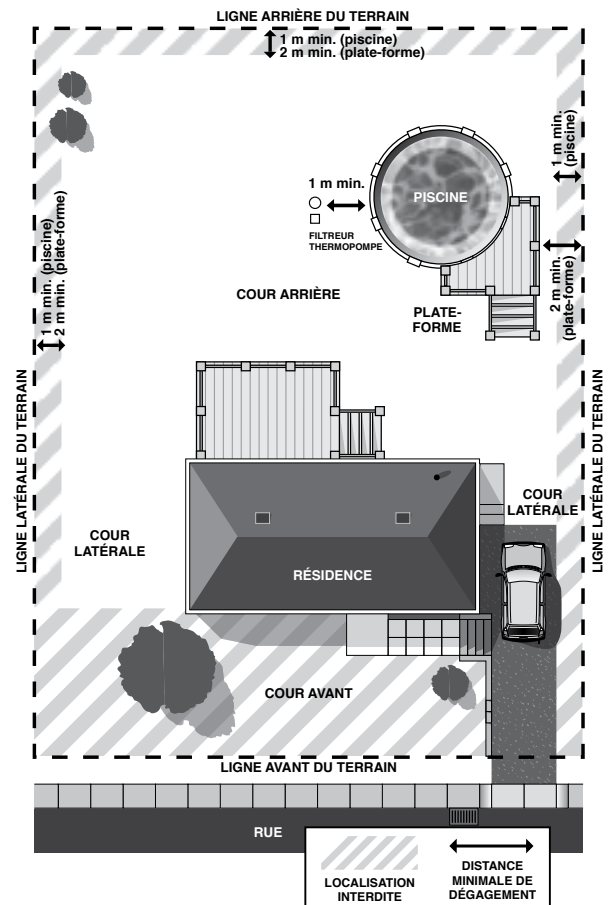 LIGNE ARRIÈRE DU TERRAIN
1 m min. (piscine)
2 m min. (plate-forme)
1 m min.
(piscine)
1 m min.
PISCINE
FILTREUR
THERMOPOMPE
1 m min. (piscine)
2 m min. (plate-forme)
2 m min.
(plate-forme)
COUR ARRIÈRE
PLATE-
FORME
LIGNE LATÉRALE DU TERRAIN
LIGNE LATÉRALE DU TERRAIN
COUR
LATÉRALE
COUR
LATÉRALE
RÉSIDENCE
COUR AVANT
LIGNE AVANT DU TERRAIN
RUE
LOCALISATION
INTERDITE
DISTANCE
MINIMALE DE
DÉGAGEMENT